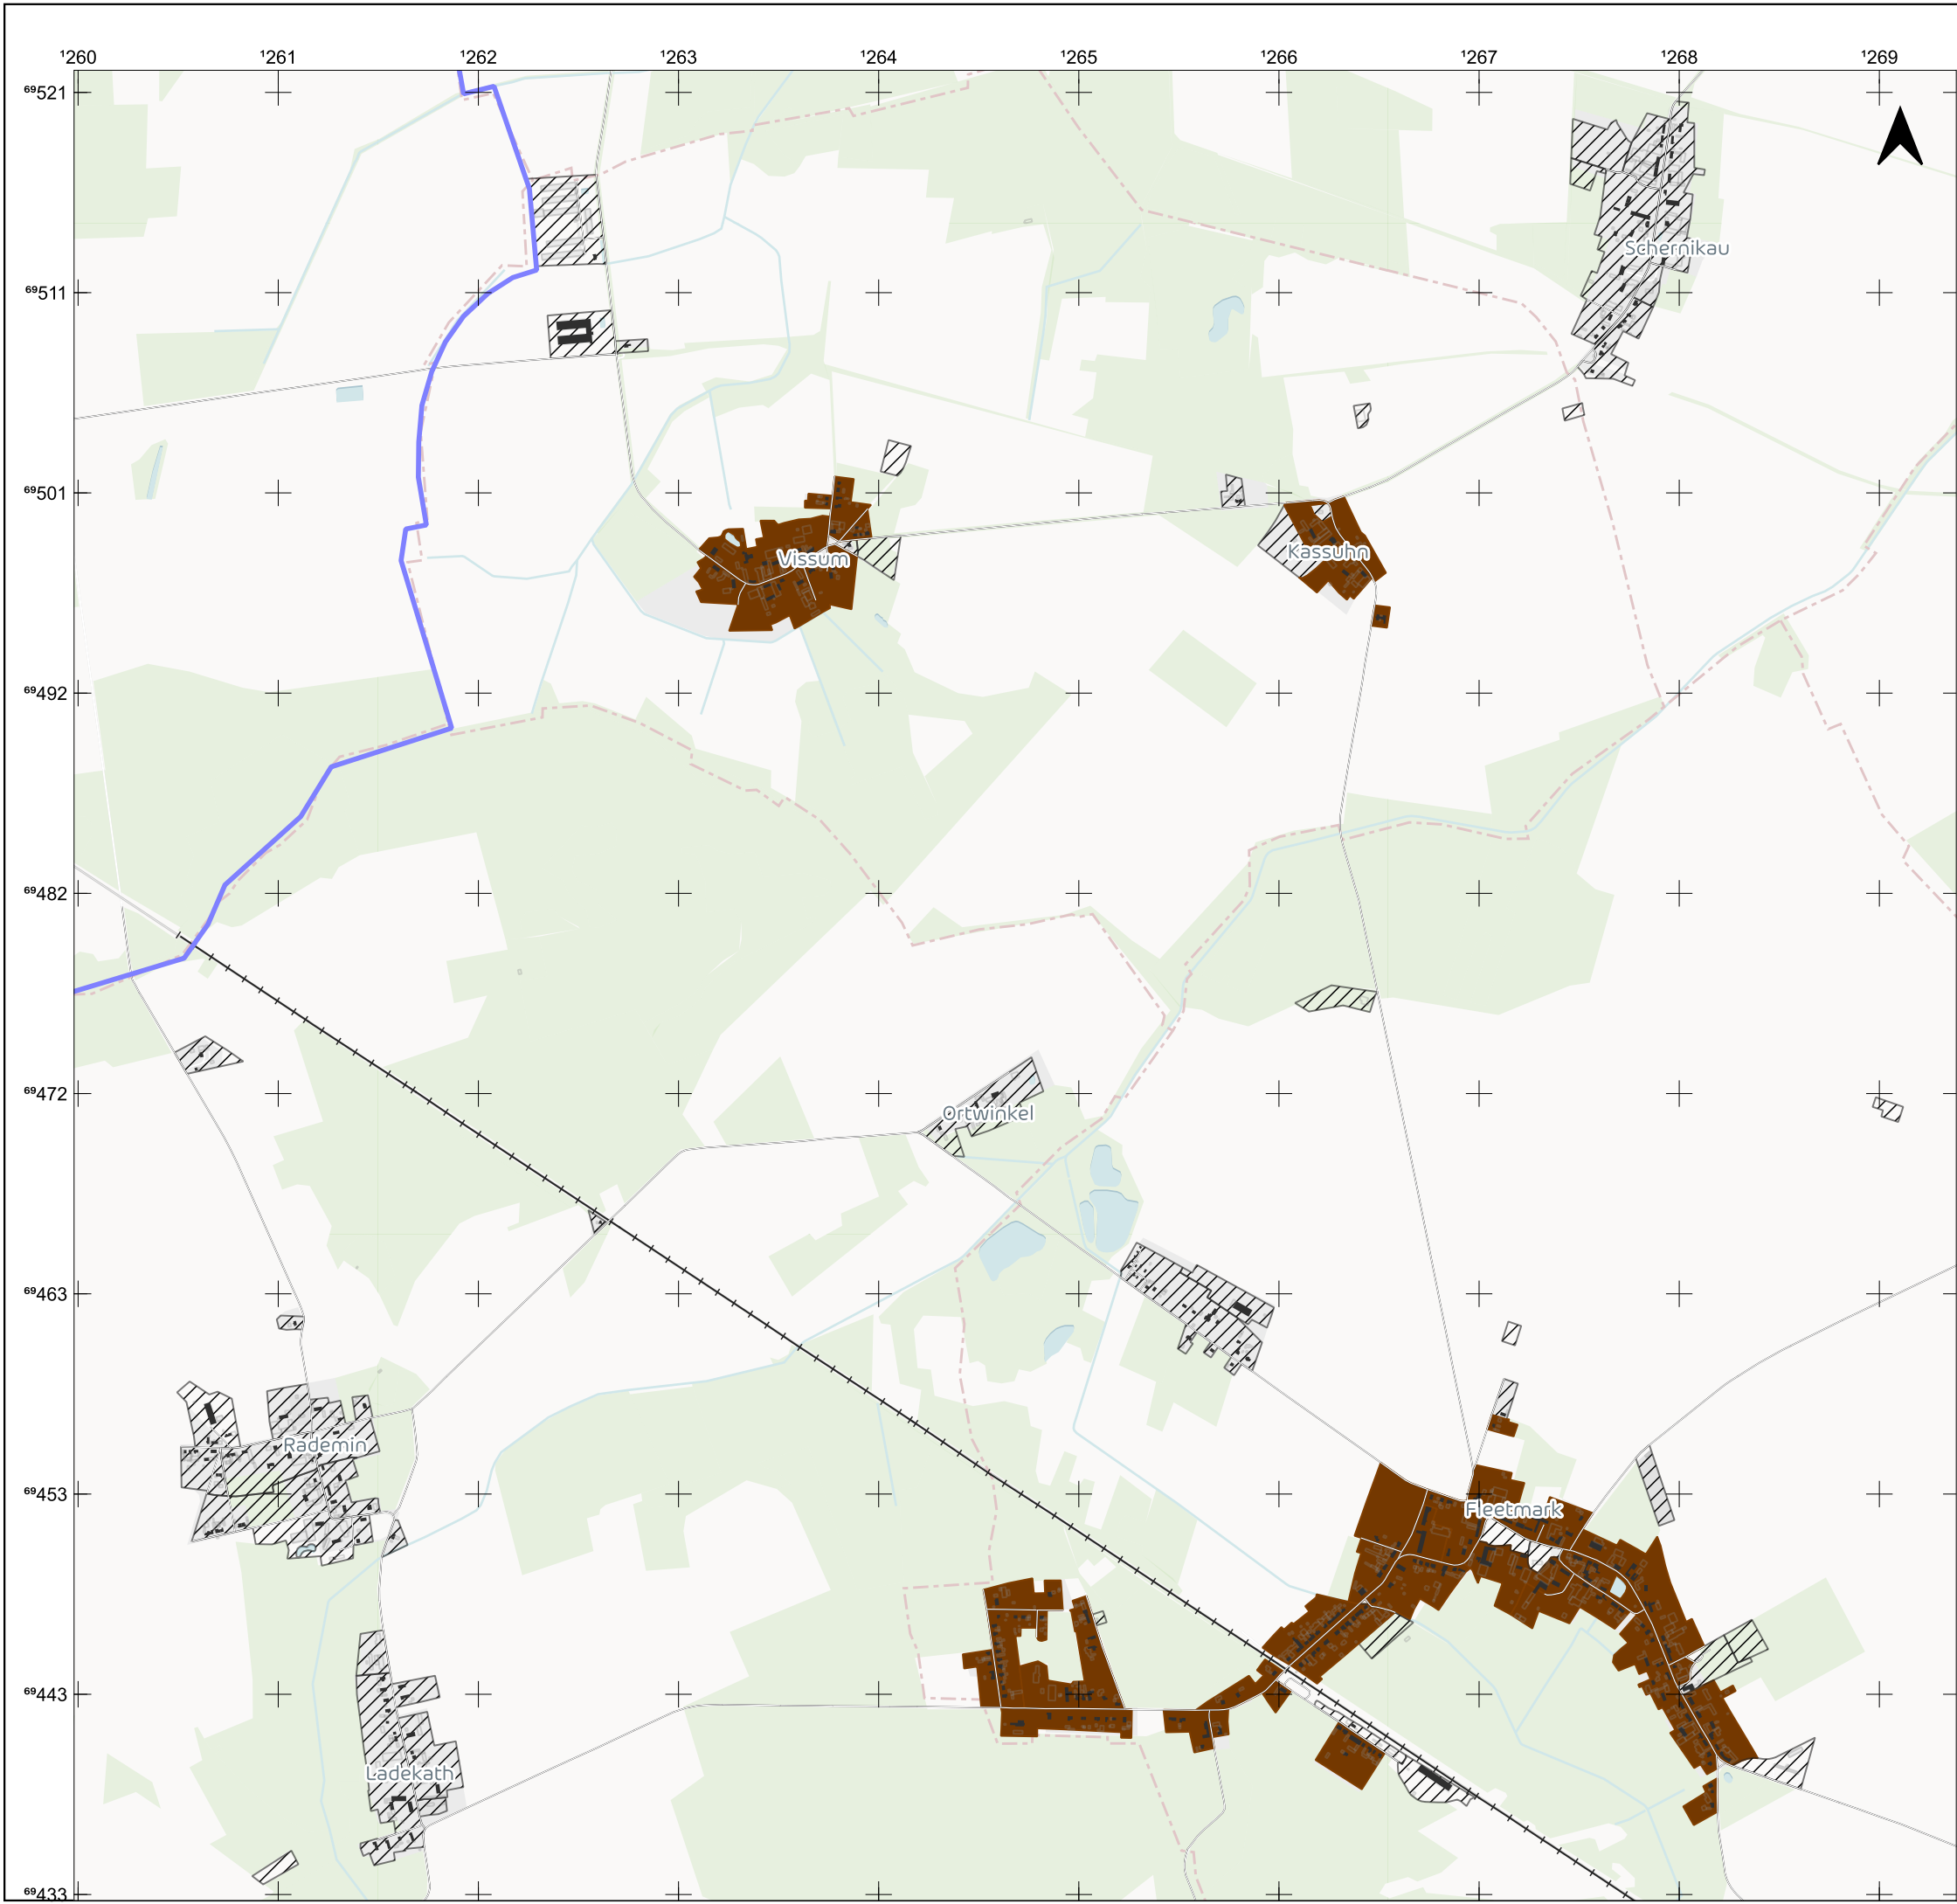 ¹260 ¹261 ¹262 ¹263 ¹264 ¹265 ¹266 ¹267 ¹268 ¹269
⁶⁹521
Schernikau
⁶⁹511
⁶⁹501
Vissum
Kassuhn
⁶⁹492
⁶⁹482
⁶⁹472
Ortwinkel
⁶⁹463
Rademin
⁶⁹453
Fleetmark
⁶⁹443
Ladekath
⁶⁹433